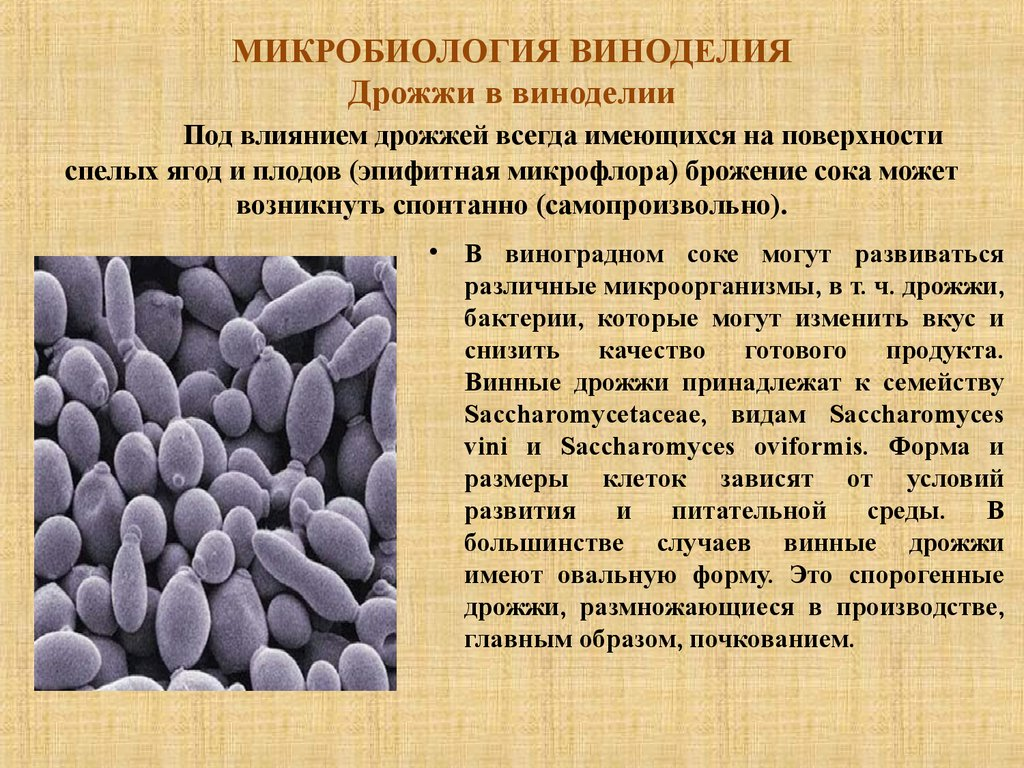 МИКРОБИОЛОГИЯ ВИНОДЕЛИЯ
Дрожжи в виноделии
Под влиянием дрожжей всегда имеющихся на поверхности
спелых ягод и плодов (эпифитная микрофлора) брожение сока может
возникнуть спонтанно (самопроизвольно).
• В виноградном соке могут развиваться
различные микроорганизмы, в т. ч. дрожжи,
бактерии, которые могут изменить вкус и
снизить качество готового продукта.
Винные дрожжи принадлежат к семейству
Saccharomycetaceae, видам Saccharomyces
vini и Saccharomyces oviformis. Форма и
размеры клеток зависят от условий
развития и питательной среды. В
большинстве случаев винные дрожжи
имеют овальную форму. Это спорогенные
дрожжи, размножающиеся в производстве,
главным образом, почкованием.